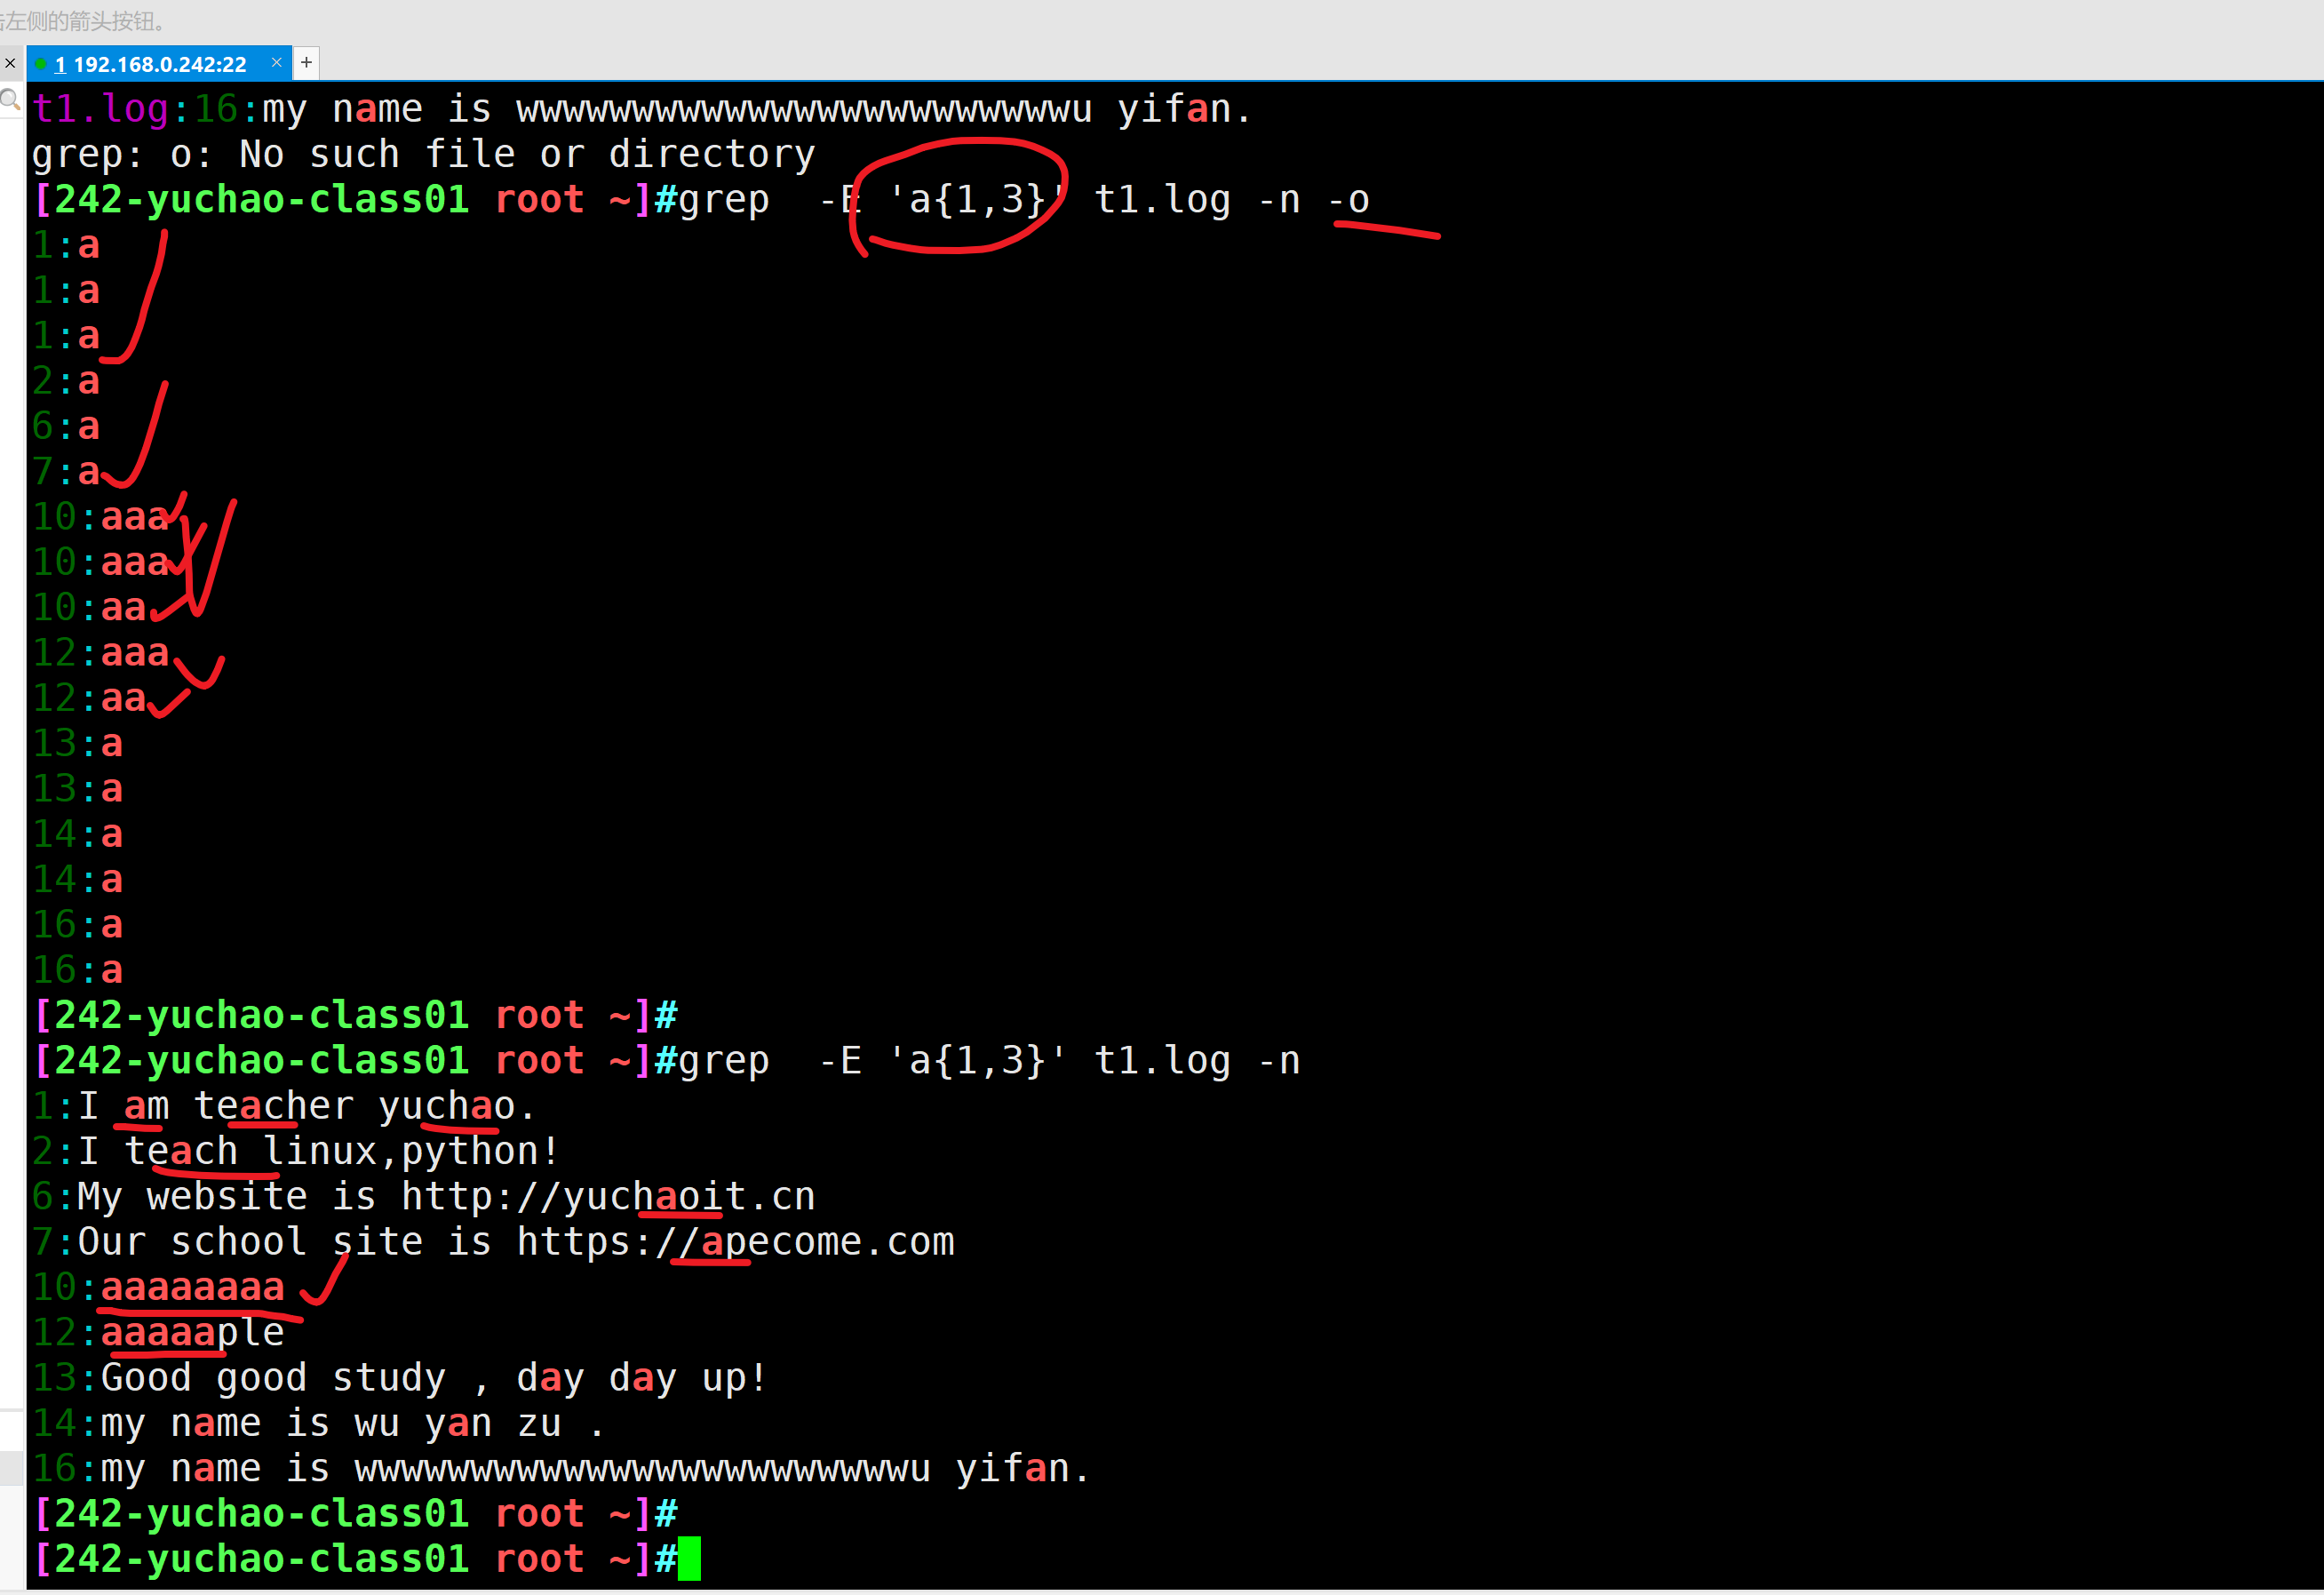 左侧的箭头按钮。
1 192.168.0.242:22
t1.log:16:my name is wwwwwwwwwwwwwwwwwwwwwwwwu yifan.
grep: o: No such file or directory
[242-yuchao-class01 root ~]#grep  -E 'a{1,3}' t1.log -n -o
1:a
1:a
1:a
2:a
6:a
7:a
10:aaa
10:aaa
10:aa
12:aaa
12:aa
13:a
13:a
14:a
14:a
16:a
16:a
[242-yuchao-class01 root ~]#
[242-yuchao-class01 root ~]#grep  -E 'a{1,3}' t1.log -n
1:I am teacher yuchao.
2:I teach linux,python!
6:My website is http://yuchaoit.cn
7:Our school site is https://apecome.com
10:aaaaaaaa
12:aaaaaple
13:Good good study , day day up!
14:my name is wu yan zu .
16:my name is wwwwwwwwwwwwwwwwwwwwwwwwu yifan.
[242-yuchao-class01 root ~]#
[242-yuchao-class01 root ~]#